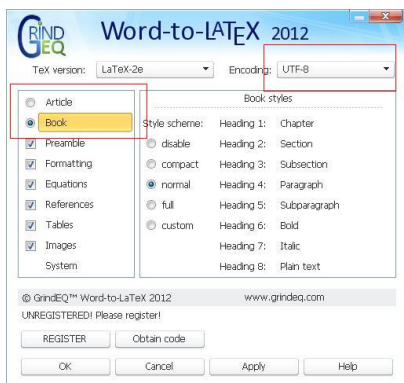 GRIND EQ Word-to-LATEX 2012
TeX version: LaTeX-2e Encoding: UTF-8
Article
Book
Preamble
Formatting
Equations
References
Tables
Images
System
Book styles
Style scheme: Heading 1: Chapter
disable Heading 2: Section
compact Heading 3: Subsection
normal Heading 4: Paragraph
full Heading 5: Subparagraph
custom Heading 6: Bold
Heading 7: Italic
Heading 8: Plain text
© GrindEQ™ Word-to-LaTeX 2012 www.grindeq.com
UNREGISTERED! Please register!
REGISTER Obtain code
OK Cancel Apply Help